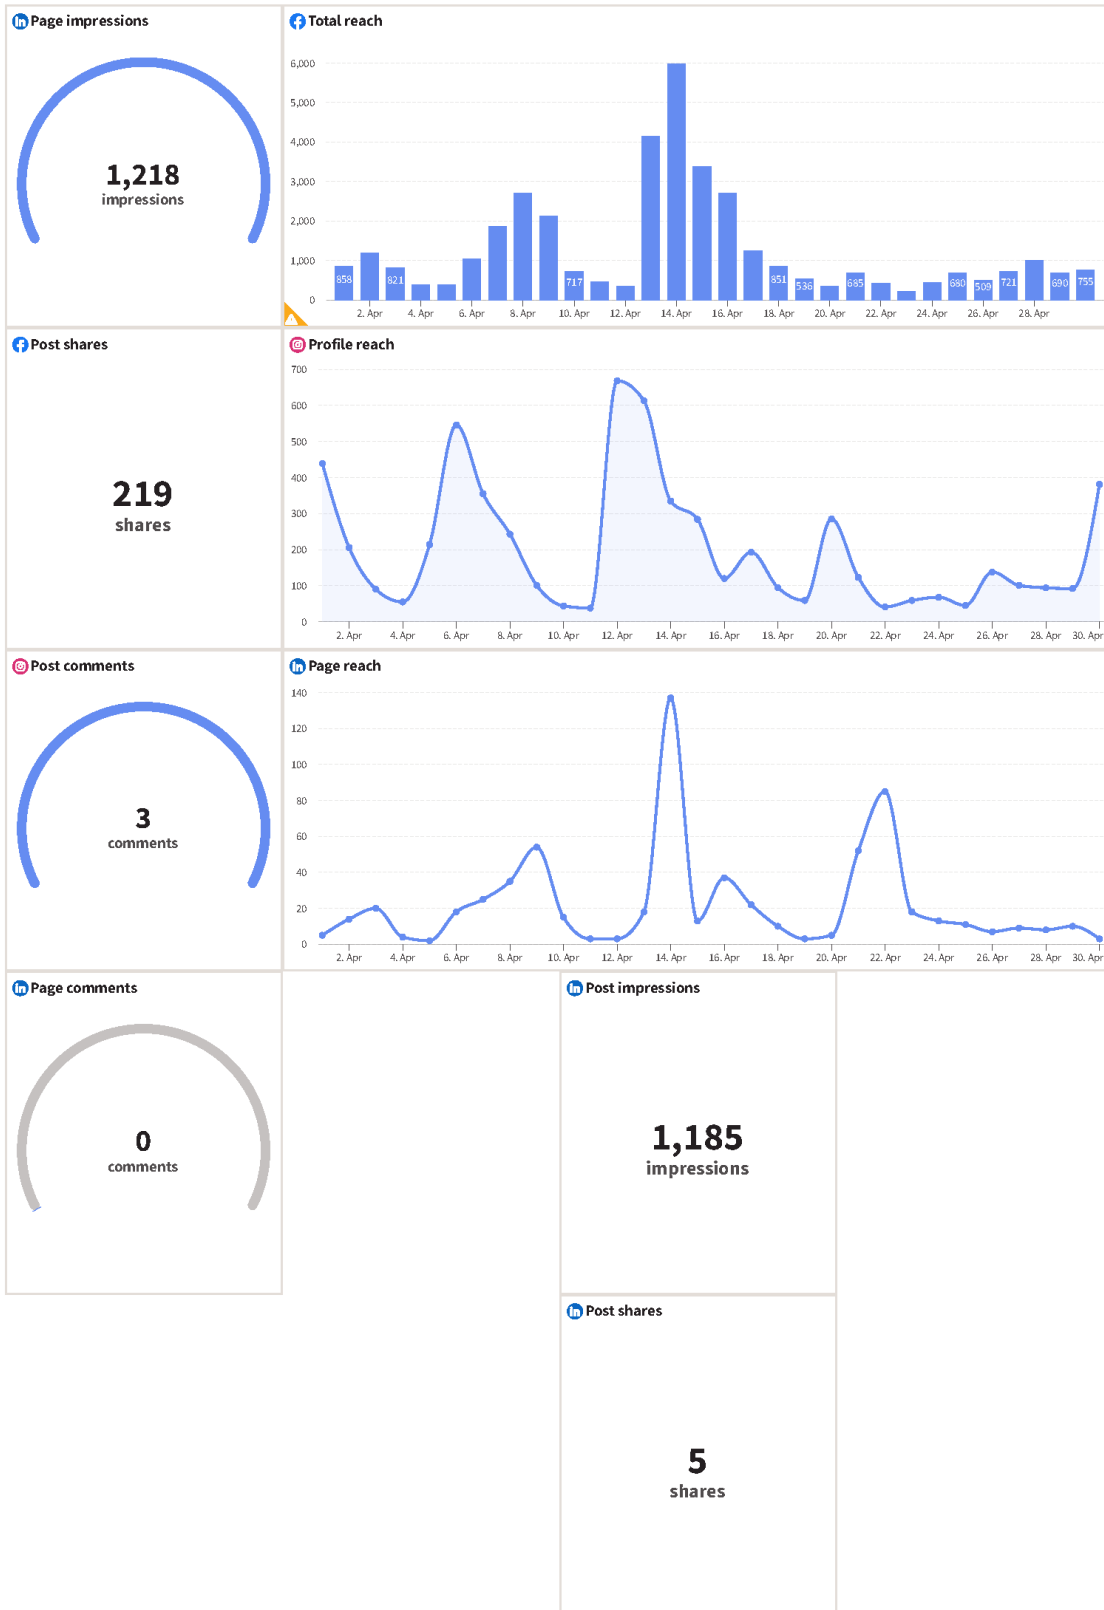 Page impressions
1,218
impressions
Total reach
6,000
5,000
4,000
3,000
2,000
1,000
0
858 821 717 851 536 685 680 509 721 690 755
2. Apr 4. Apr 6. Apr 8. Apr 10. Apr 12. Apr 14. Apr 16. Apr 18. Apr 20. Apr 22. Apr 24. Apr 26. Apr 28. Apr
Post shares
219
shares
Profile reach
700
600
500
400
300
200
100
0
2. Apr 4. Apr 6. Apr 8. Apr 10. Apr 12. Apr 14. Apr 16. Apr 18. Apr 20. Apr 22. Apr 24. Apr 26. Apr 28. Apr 30. Apr
Post comments
3
comments
Page reach
140
120
100
80
60
40
20
0
2. Apr 4. Apr 6. Apr 8. Apr 10. Apr 12. Apr 14. Apr 16. Apr 18. Apr 20. Apr 22. Apr 24. Apr 26. Apr 28. Apr 30. Apr
Page comments
0
comments
Post impressions
1,185
impressions
Post shares
5
shares